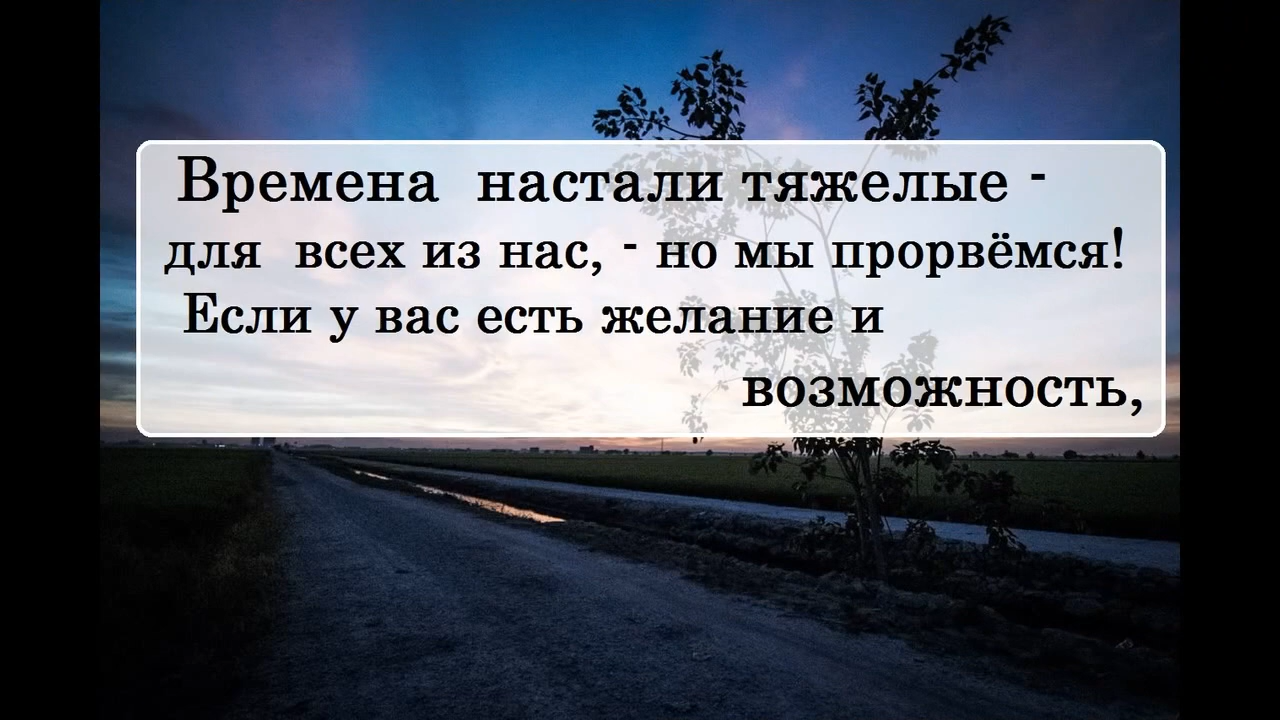 Времена настали тяжелые -
для всех из нас, - но мы прорвёмся!
Если у вас есть желание и
возможность,